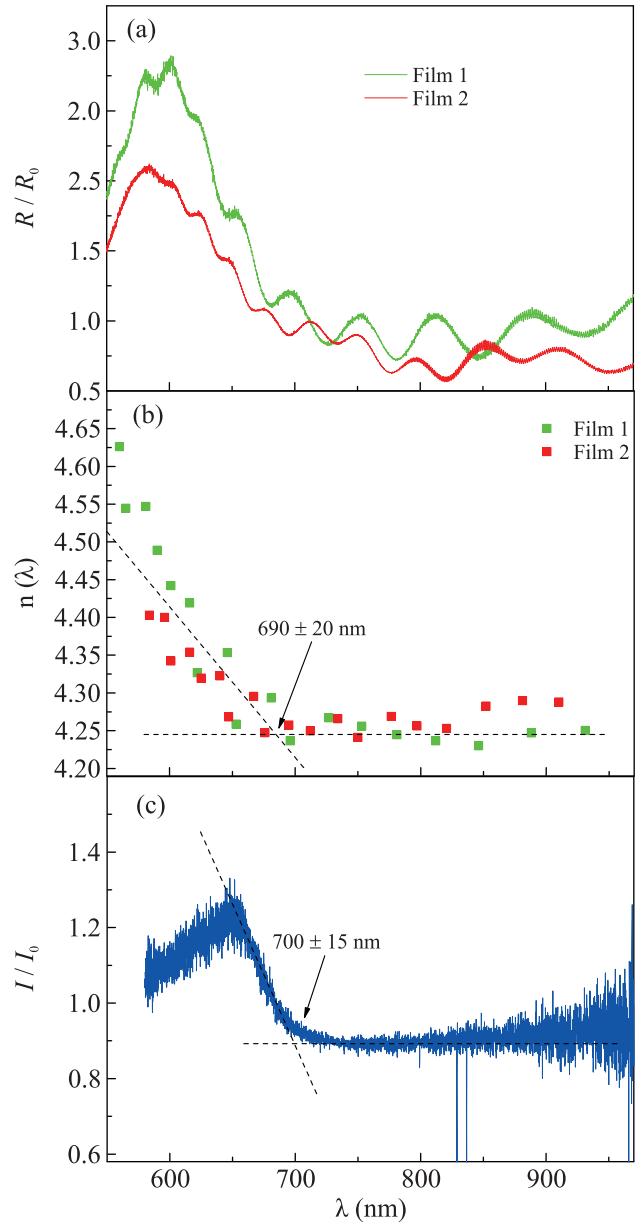 (a)
Film 1
Film 2
R / R0
3.0
2.0
2.5
1.0
0.5
(b)
Film 1
Film 2
n (λ)
4.65
4.60
4.55
4.50
4.45
4.40
4.35
4.30
4.25
4.20
690 ± 20 nm
(c)
I / I0
1.4
1.2
1.0
0.8
0.6
700 ± 15 nm
600 700 800 900
λ (nm)